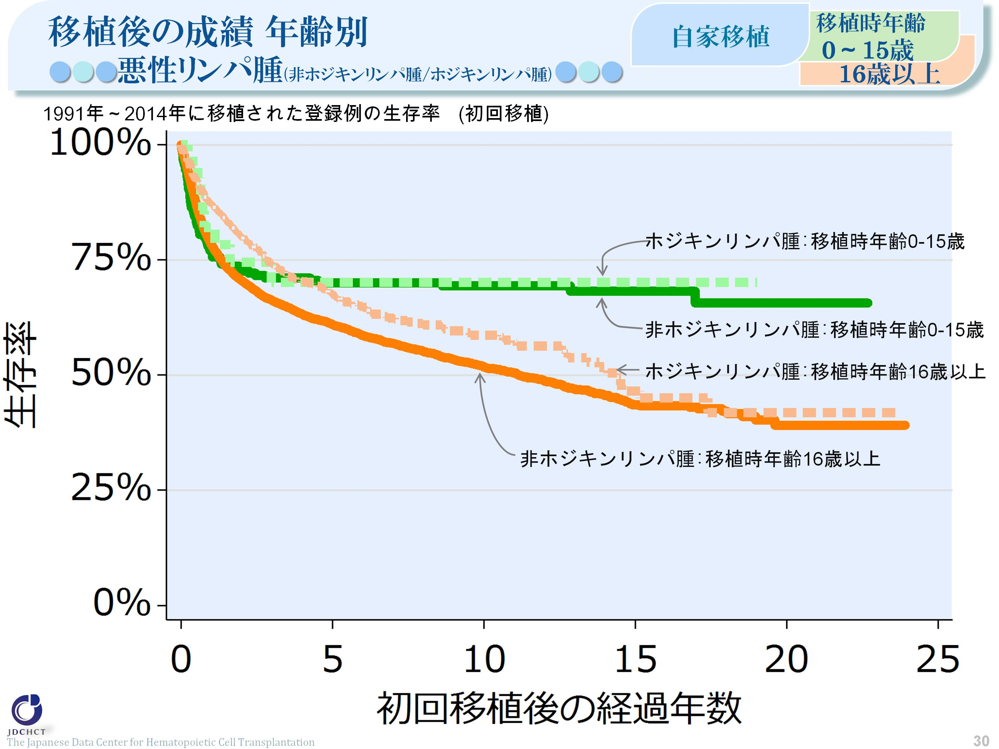 移植後の成績 年齢別
悪性リンパ腫(非ホジキンリンパ腫/ホジキンリンパ腫)
自家移植
移植時年齢
0～15歳
16歳以上
1991年～2014年に移植された登録例の生存率 (初回移植)
100%
75%
50%
25%
0%
生存率
ホジキンリンパ腫：移植時年齢0-15歳
非ホジキンリンパ腫：移植時年齢0-15歳
ホジキンリンパ腫：移植時年齢16歳以上
非ホジキンリンパ腫：移植時年齢16歳以上
0 5 10 15 20 25
初回移植後の経過年数
JDCHCT
The Japanese Data Center for Hematopoietic Cell Transplantation
30